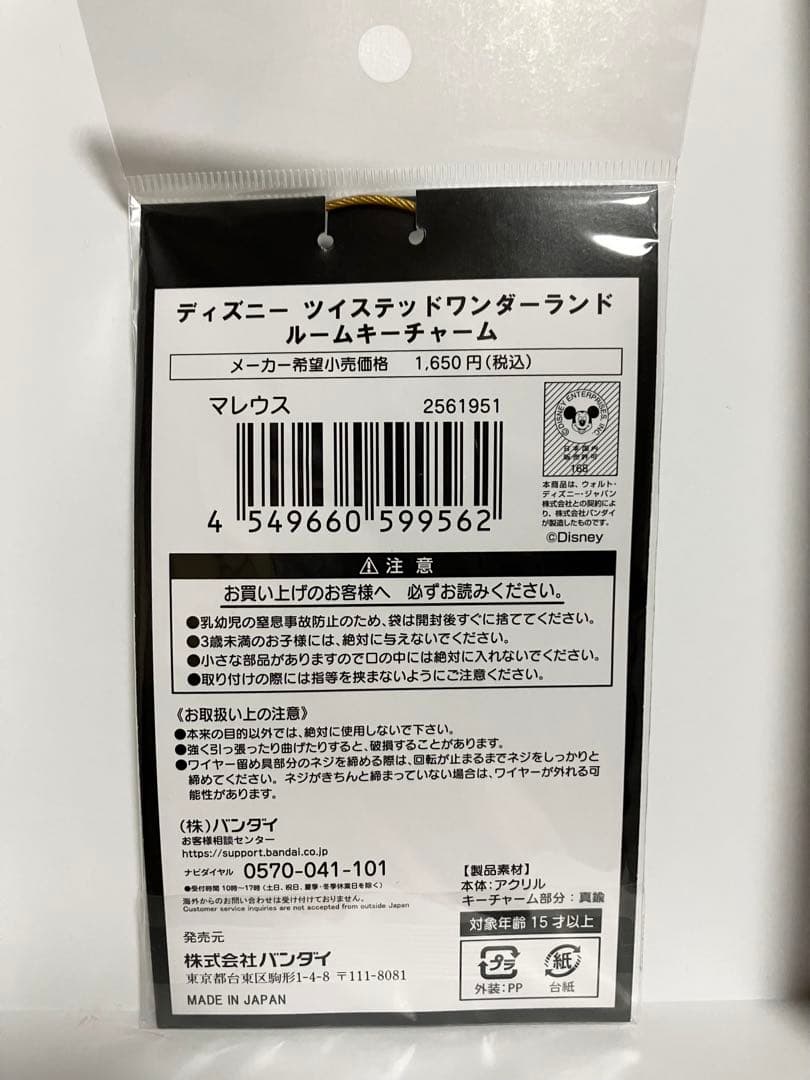 ディズニー ツイステッドワンダーランド
ルームキーチャーム
メーカー希望小売価格 1,650円(税込)
マレウス 2561951
4 549660 599562
©DISNEY ENTERPRISES, INC.
日本国内
販売許可
168
本商品は、ウォルト・
ディズニー・ジャパン
株式会社との契約によ
り、株式会社バンダイ
が製造したものです。
©Disney
⚠注意
お買い上げのお客様へ 必ずお読みください。
●乳幼児の窒息事故防止のため、袋は開封後すぐに捨ててください。
●3歳未満のお子様には、絶対に与えないでください。
●小さな部品がありますので口の中には絶対に入れないでください。
●取り付けの際には指等を挟まないようにご注意ください。
《お取扱い上の注意》
●本来の目的以外では、絶対に使用しないで下さい。
●強く引っ張ったり曲げたりすると、破損することがあります。
●ワイヤー留め具部分のネジを締める際は、回転が止まるまでネジをしっかりと
締めてください。ネジがきちんと締まっていない場合は、ワイヤーが外れる可
能性があります。
(株)バンダイ
お客様相談センター
https://support.bandai.co.jp
ナビダイヤル 0570-041-101
●受付時間 10時〜17時(土日、祝日、夏季・冬季休業日を除く)
海外からのお問い合わせは受け付けておりません。
Customer service inquiries are not accepted from outside Japan
発売元
株式会社バンダイ
東京都台東区駒形1-4-8 〒111-8081
MADE IN JAPAN
【製品素材】
本体:アクリル
キーチャーム部分:真鍮
対象年齢 15才以上
プラ
外装:PP
紙
台紙